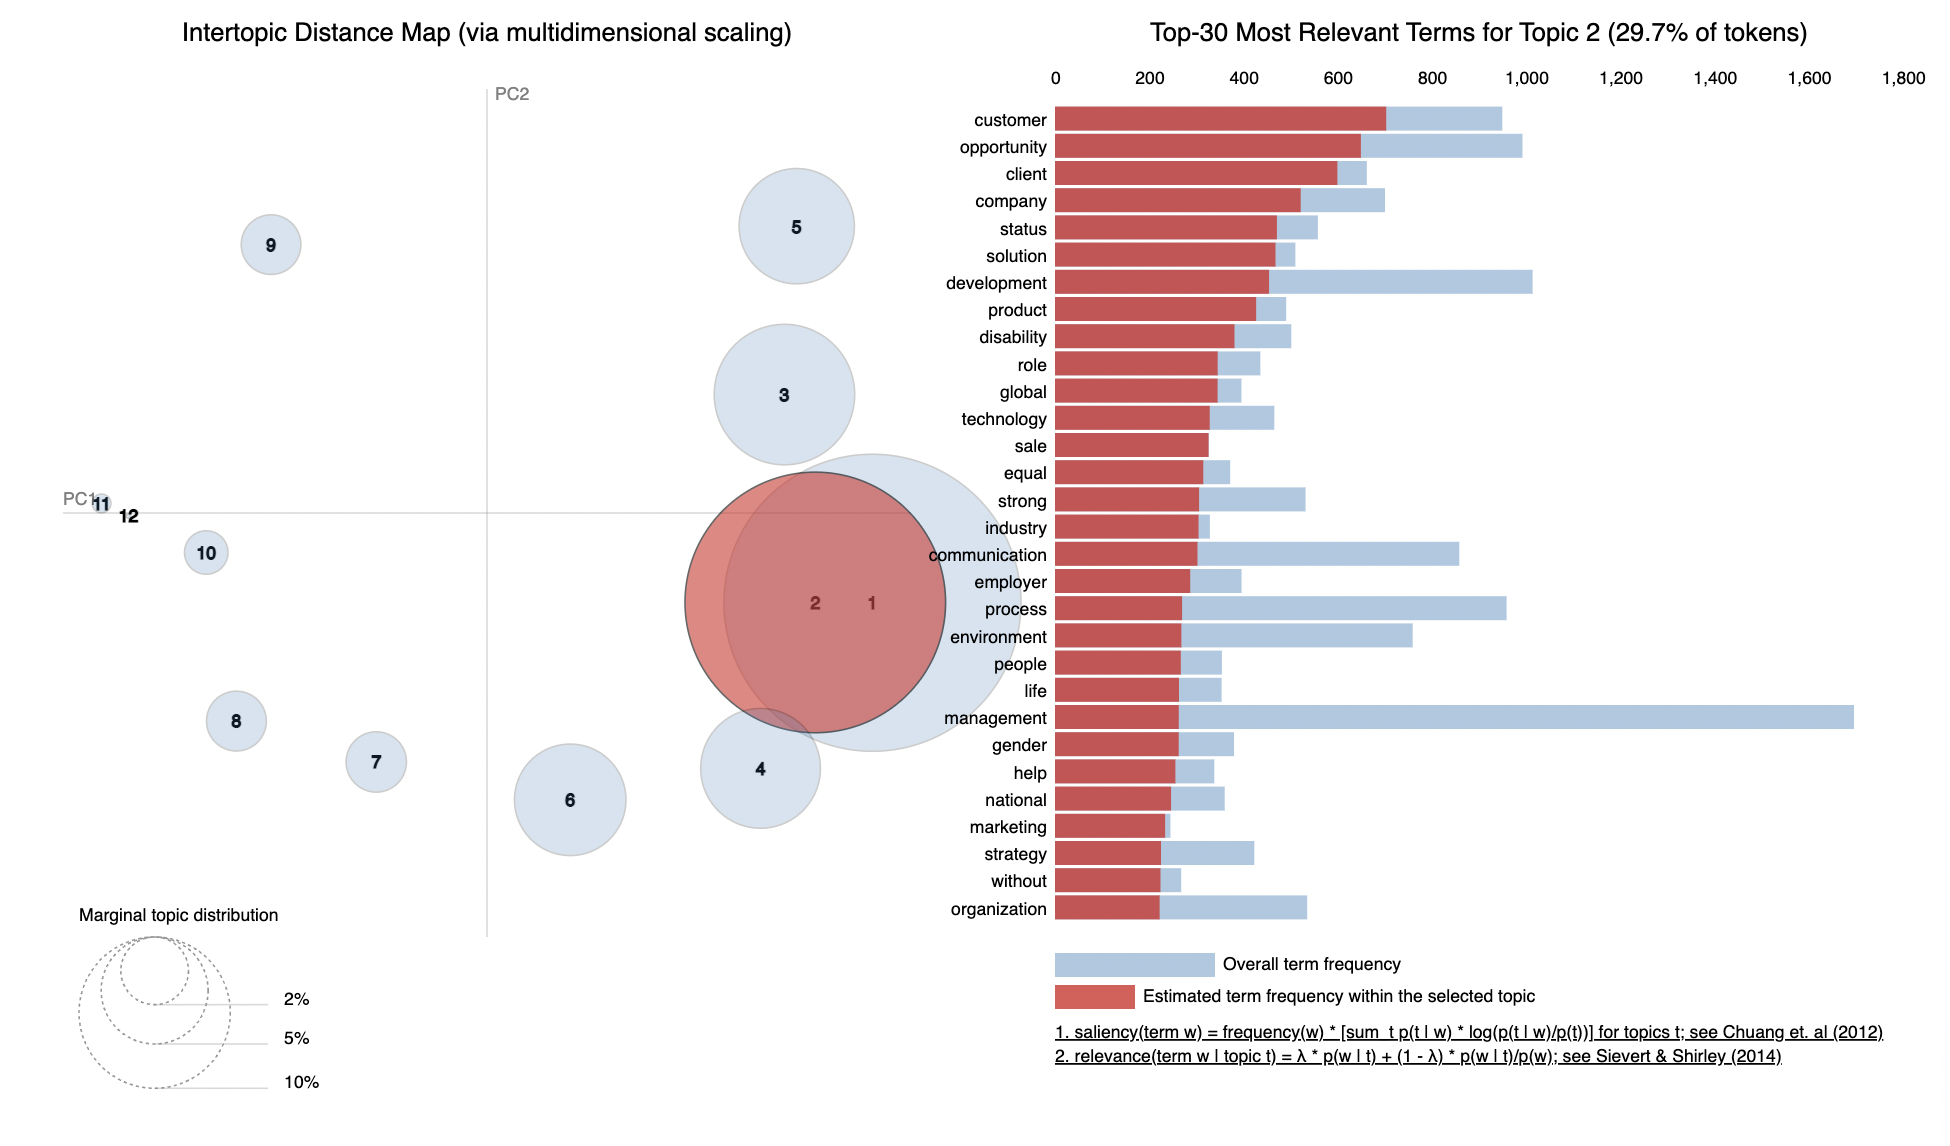 Intertopic Distance Map (via multidimensional scaling)
PC2
PC1
5
9
3
11
12
10
2
1
8
7
4
6
Marginal topic distribution
2%
5%
10%
Top-30 Most Relevant Terms for Topic 2 (29.7% of tokens)
0 200 400 600 800 1,000 1,200 1,400 1,600 1,800
customer
opportunity
client
company
status
solution
development
product
disability
role
global
technology
sale
equal
strong
industry
communication
employer
process
environment
people
life
management
gender
help
national
marketing
strategy
without
organization
Overall term frequency
Estimated term frequency within the selected topic
1. saliency(term w) = frequency(w) * [sum_t p(t | w) * log(p(t | w)/p(t))] for topics t; see Chuang et. al (2012)
2. relevance(term w | topic t) = λ * p(w | t) + (1 - λ) * p(w | t)/p(w); see Sievert & Shirley (2014)